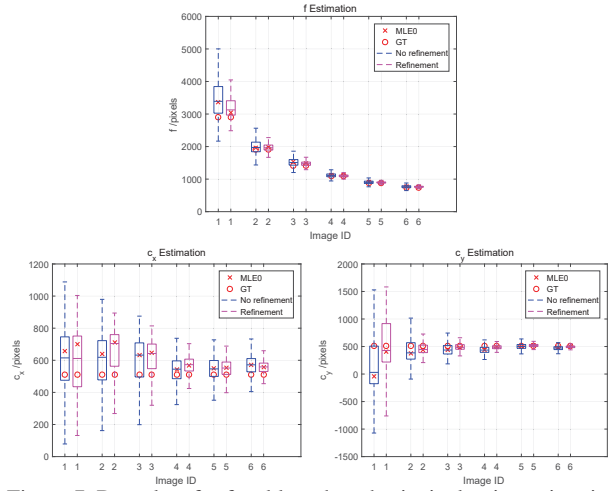 f Estimation
f /pixels
6000
5000
4000
3000
2000
1000
0
MLE0
GT
No refinement
Refinement
1 1 2 2 3 3 4 4 5 5 6 6
Image ID
c_x Estimation
c_x /pixels
1200
1000
800
600
400
200
0
MLE0
GT
No refinement
Refinement
1 1 2 2 3 3 4 4 5 5 6 6
Image ID
c_y Estimation
c_y /pixels
2000
1500
1000
500
0
-500
-1000
-1500
MLE0
GT
No refinement
Refinement
1 1 2 2 3 3 4 4 5 5 6 6
Image ID